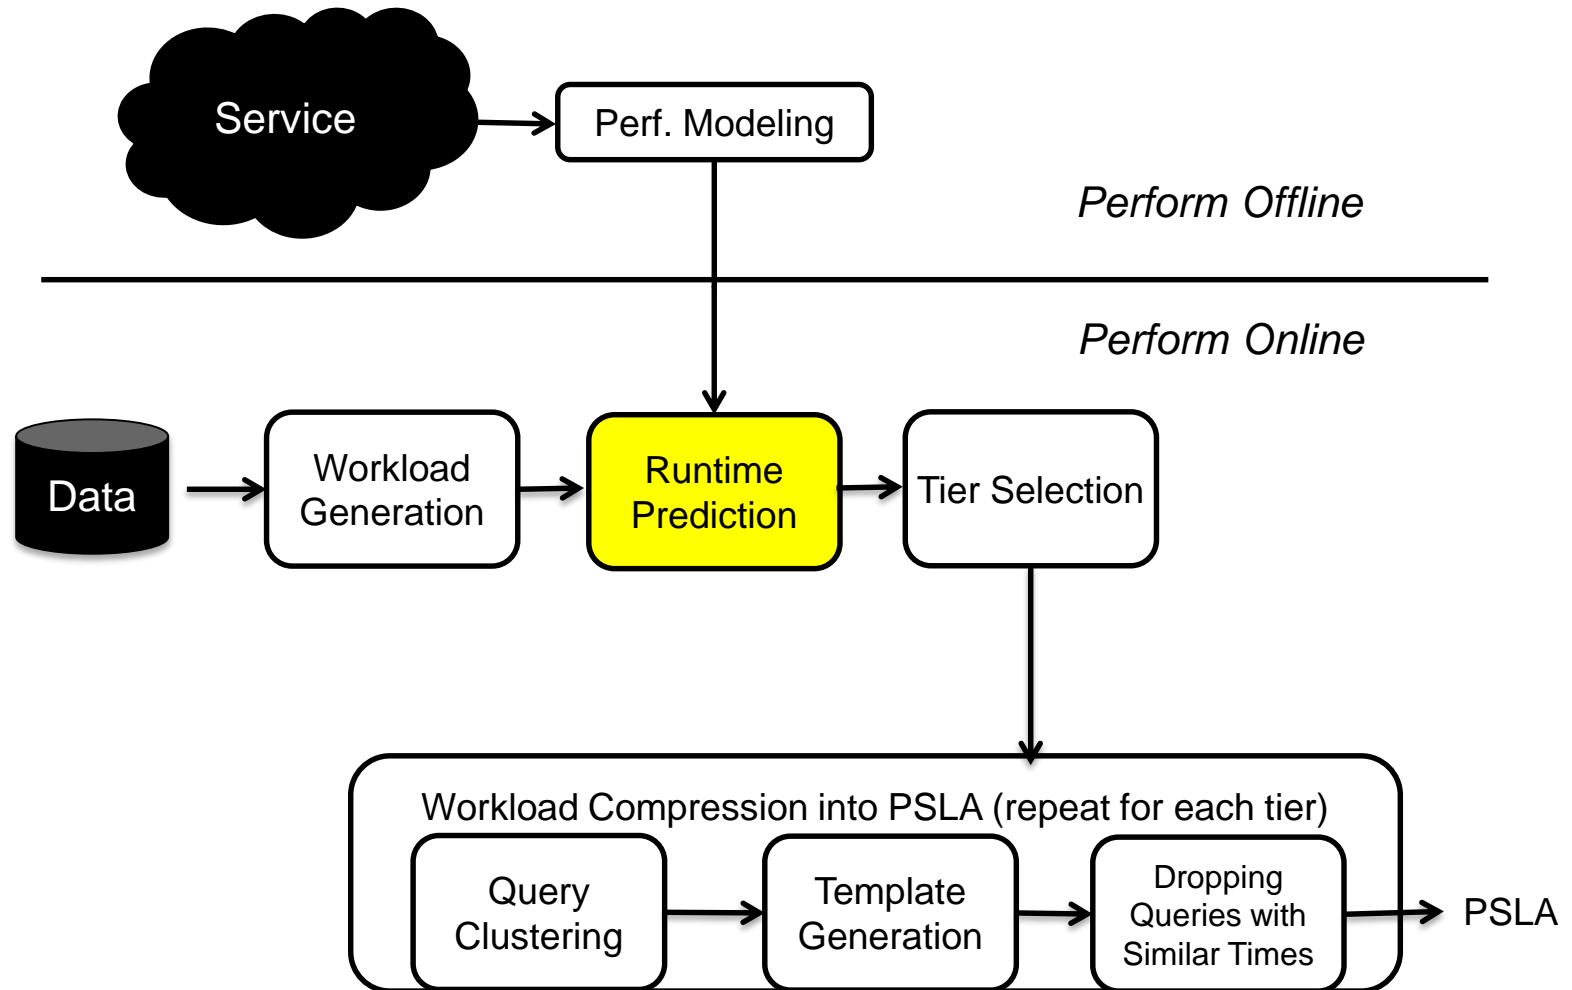 Service
Perf. Modeling
Perform Offline
Perform Online
Data
Workload
Generation
Runtime
Prediction
Tier Selection
Workload Compression into PSLA (repeat for each tier)
Query
Clustering
Template
Generation
Dropping
Queries with
Similar Times
PSLA